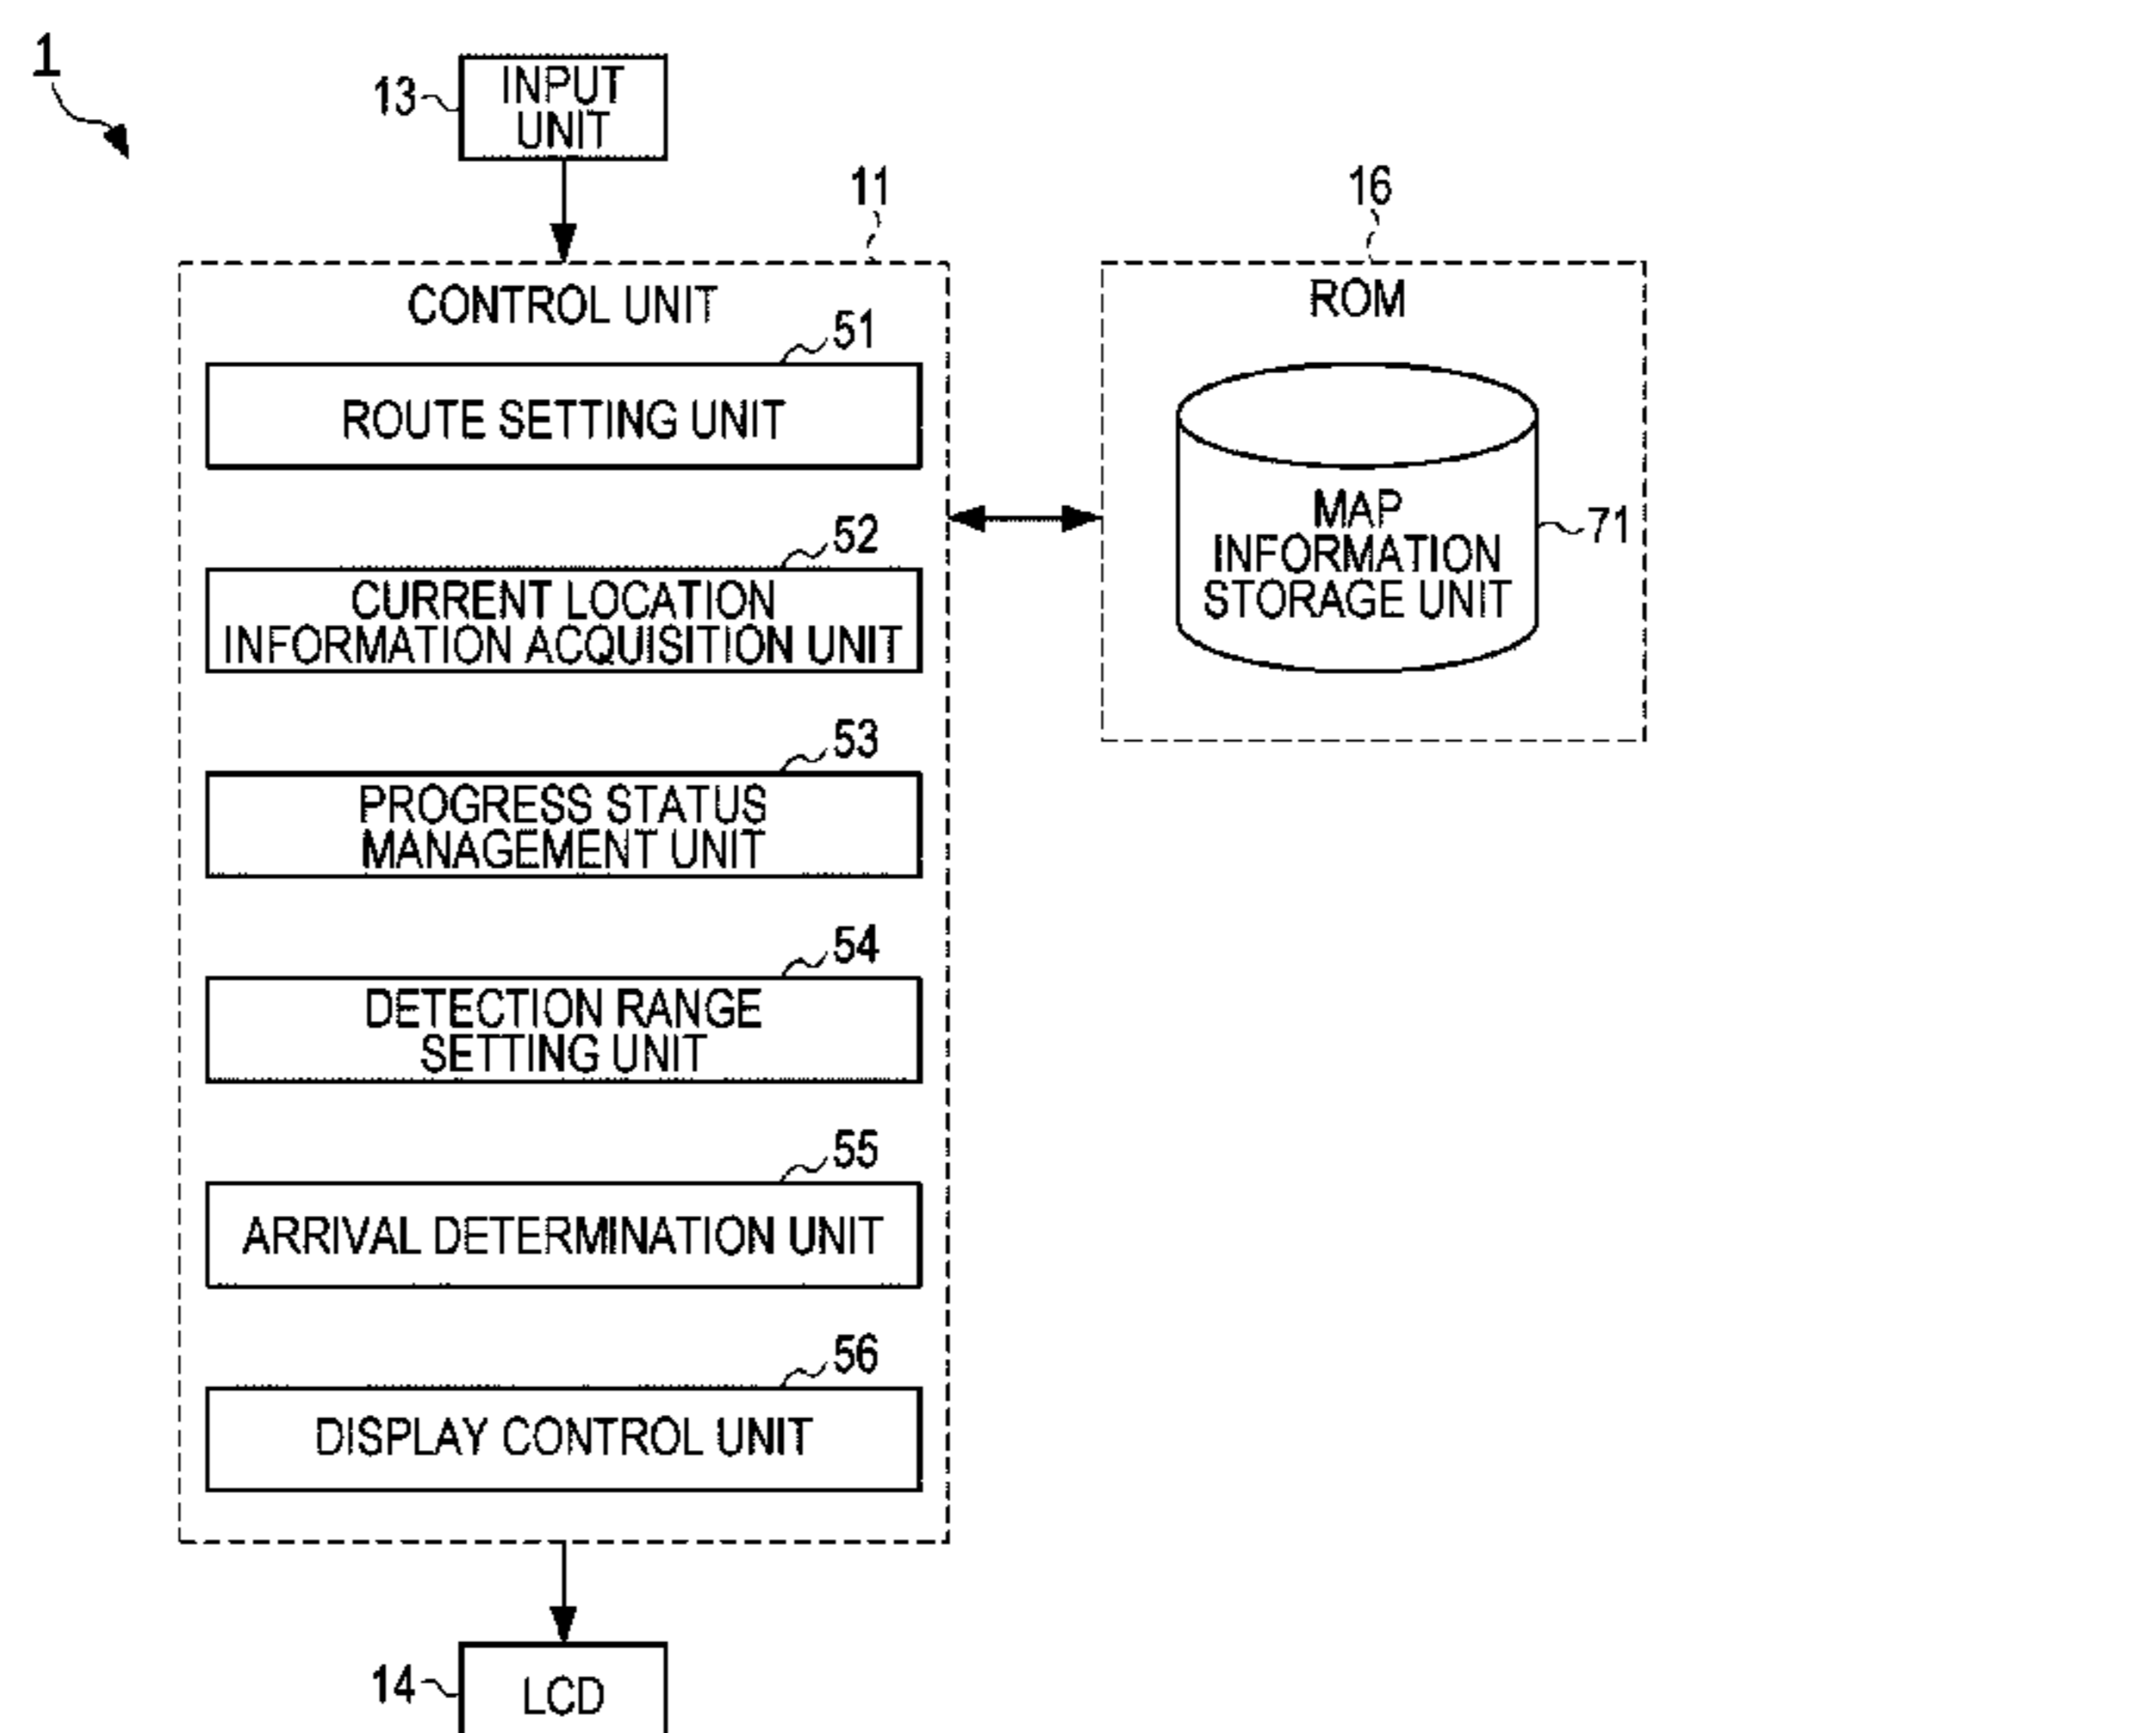 1
13
INPUT
UNIT
11
16
CONTROL UNIT
ROM
51
ROUTE SETTING UNIT
52
CURRENT LOCATION
INFORMATION ACQUISITION UNIT
MAP
INFORMATION
STORAGE UNIT
71
53
PROGRESS STATUS
MANAGEMENT UNIT
54
DETECTION RANGE
SETTING UNIT
55
ARRIVAL DETERMINATION UNIT
56
DISPLAY CONTROL UNIT
14
LCD